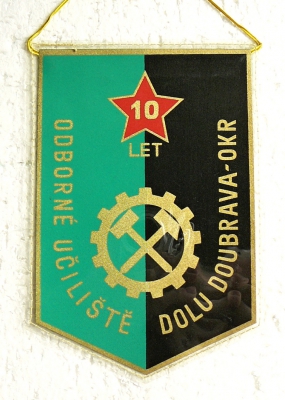 10
LET
ODBORNÉ UČILIŠTĚ
DOLU DOUBRAVA-OKR